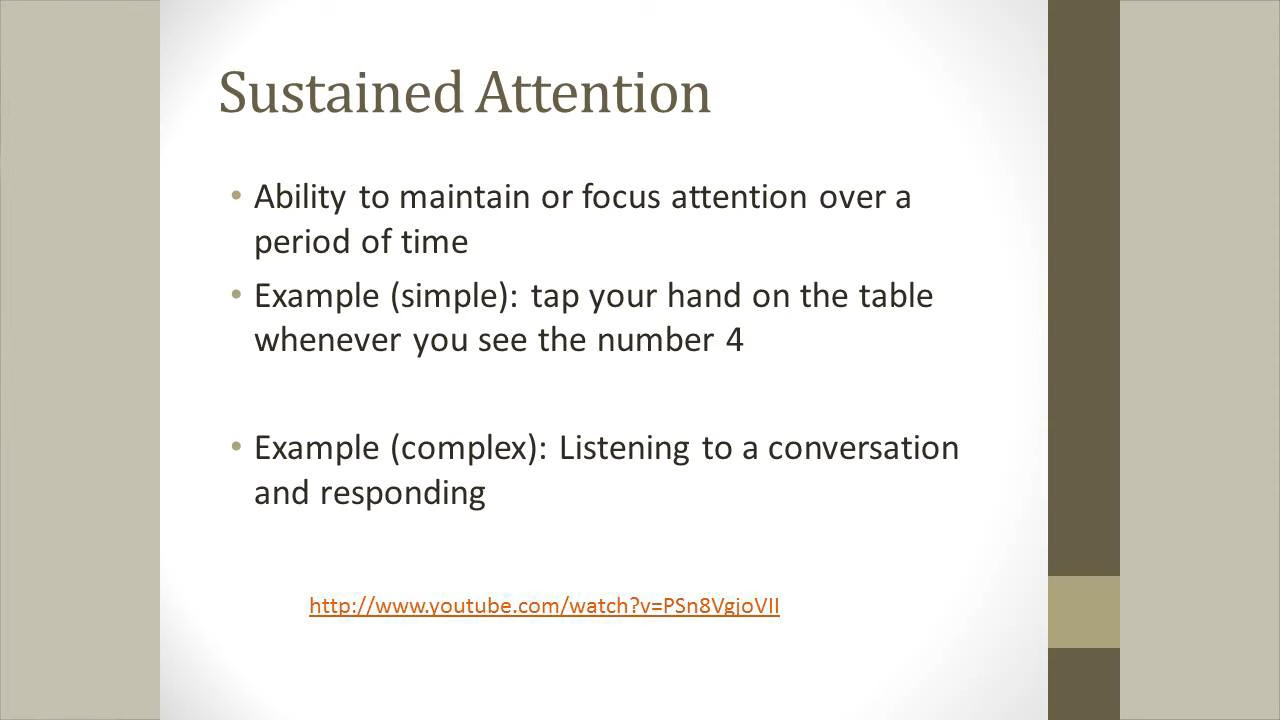 Sustained Attention
• Ability to maintain or focus attention over a
period of time
• Example (simple): tap your hand on the table
whenever you see the number 4
• Example (complex): Listening to a conversation
and responding
http://www.youtube.com/watch?v=PSn8VgjoVII